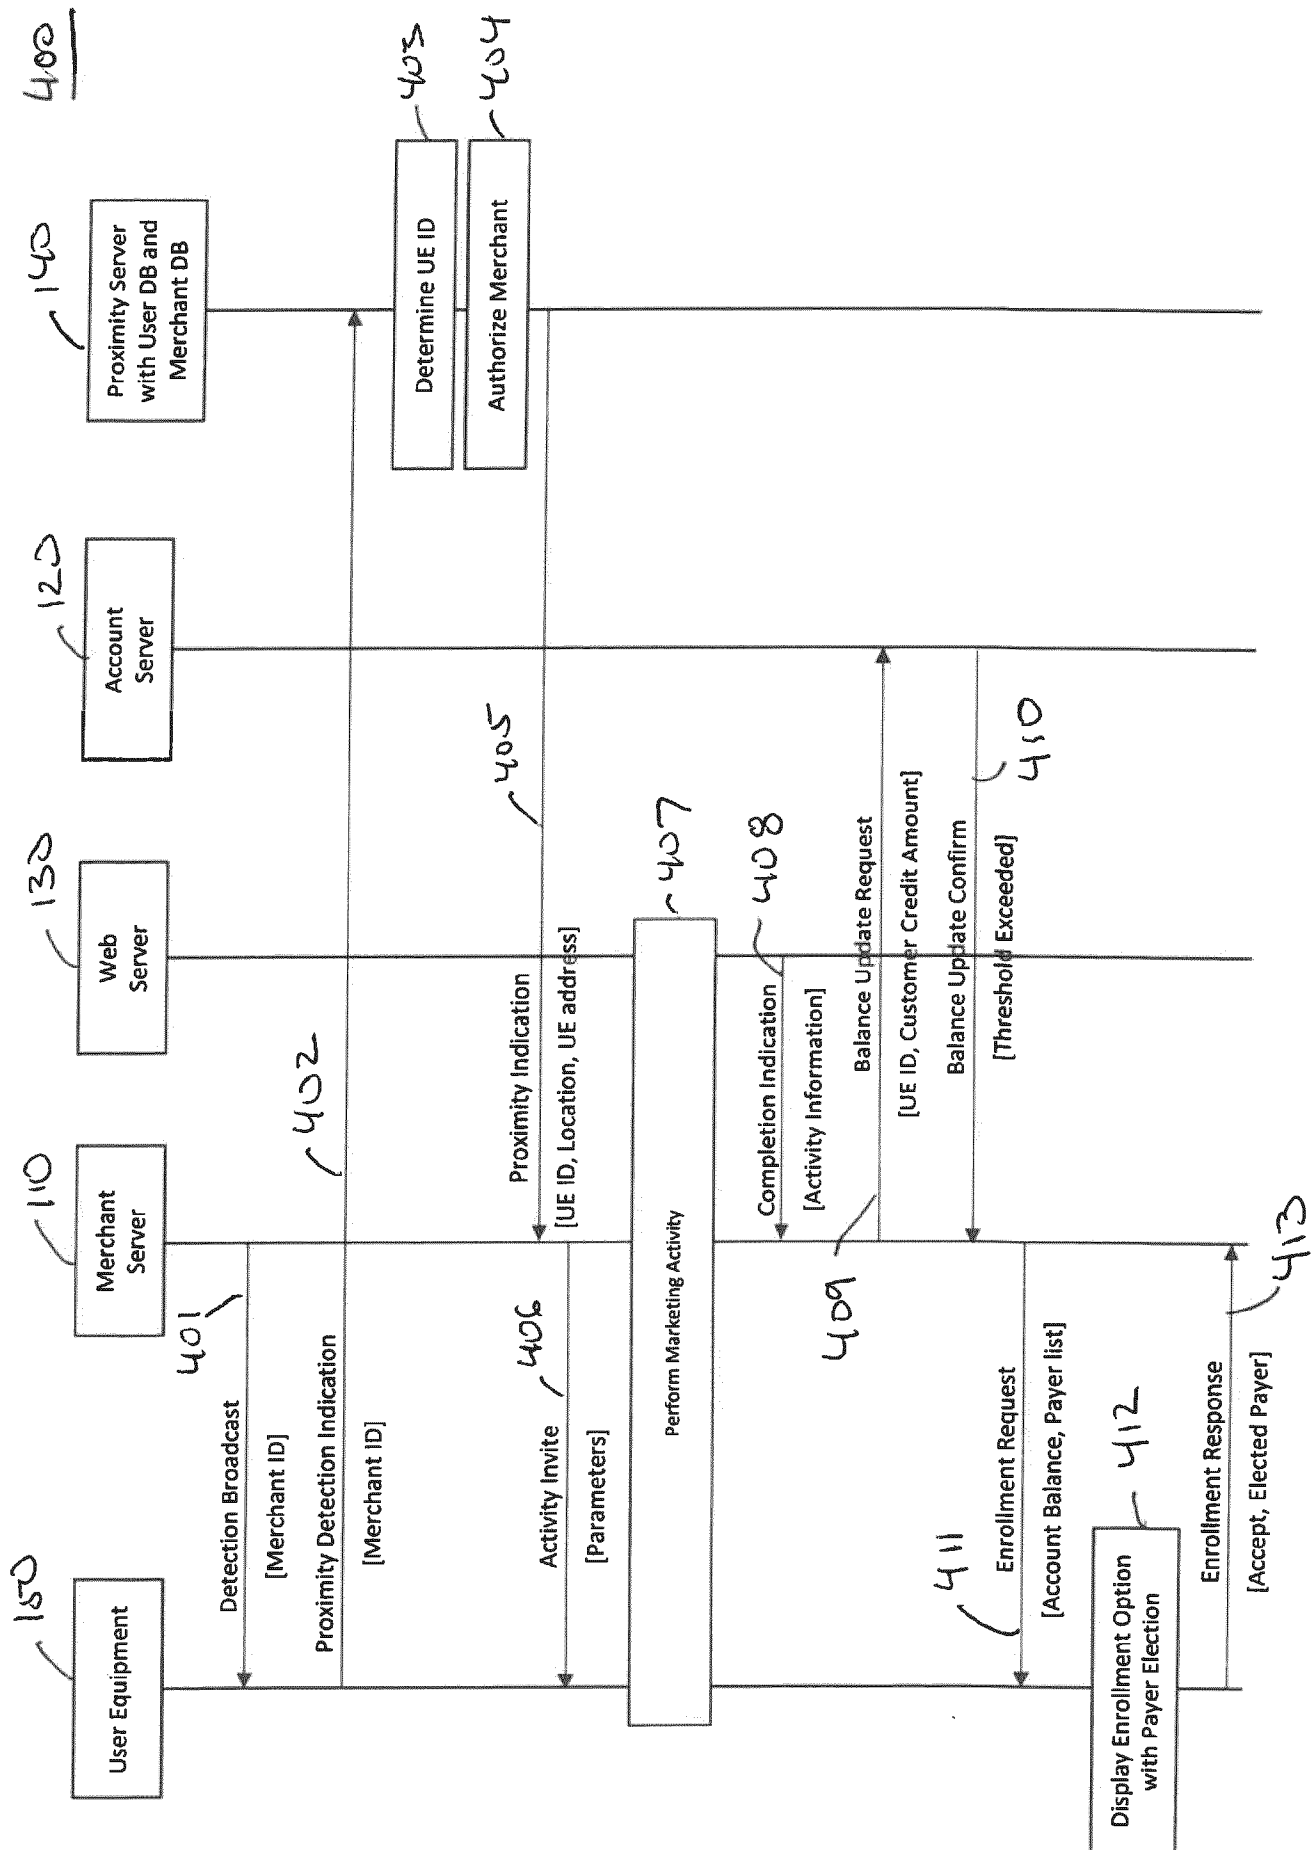 400
150
110
130
120
140
User Equipment
Merchant
Server
Web
Server
Account
Server
Proximity Server
with User DB and
Merchant DB
401
Detection Broadcast
[Merchant ID]
402
Proximity Detection Indication
[Merchant ID]
Determine UE ID
403
Authorize Merchant
404
405
Proximity Indication
[UE ID, Location, UE address]
Activity Invite
406
[Parameters]
Perform Marketing Activity
407
Completion Indication
408
[Activity Information]
409
Balance Update Request
[UE ID, Customer Credit Amount]
Balance Update Confirm
[Threshold Exceeded]
410
411
Enrollment Request
[Account Balance, Payer list]
Display Enrollment Option
with Payer Election
412
Enrollment Response
[Accept, Elected Payer]
413